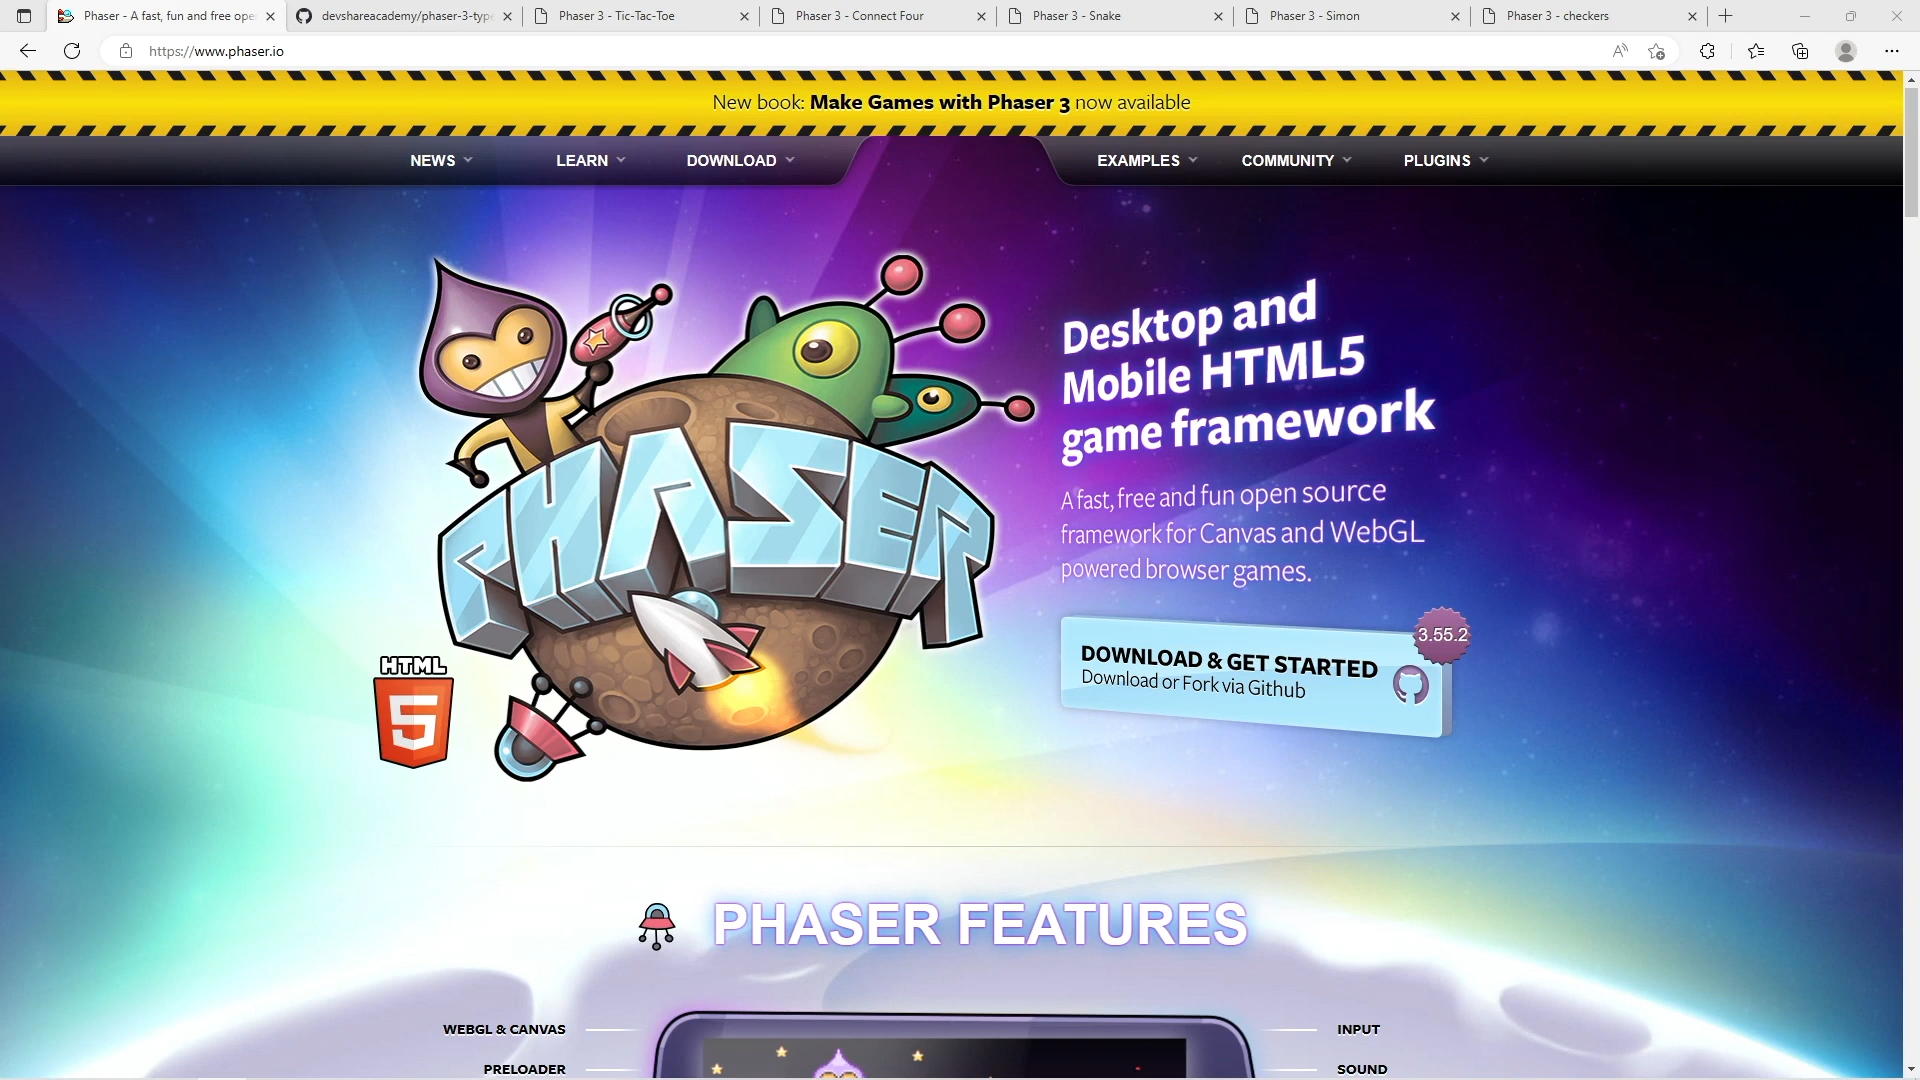 Phaser - A fast, fun and free ope
devshareacademy/phaser-3-type
Phaser 3 - Tic-Tac-Toe
Phaser 3 - Connect Four
Phaser 3 - Snake
Phaser 3 - Simon
Phaser 3 - checkers
https://www.phaser.io
New book: Make Games with Phaser 3 now available
NEWS
LEARN
DOWNLOAD
EXAMPLES
COMMUNITY
PLUGINS
PHASER
HTML
5
Desktop and
Mobile HTML5
game framework
A fast, free and fun open source
framework for Canvas and WebGL
powered browser games.
3.55.2
DOWNLOAD & GET STARTED
Download or Fork via Github
PHASER FEATURES
WEBGL & CANVAS
INPUT
PRELOADER
SOUND